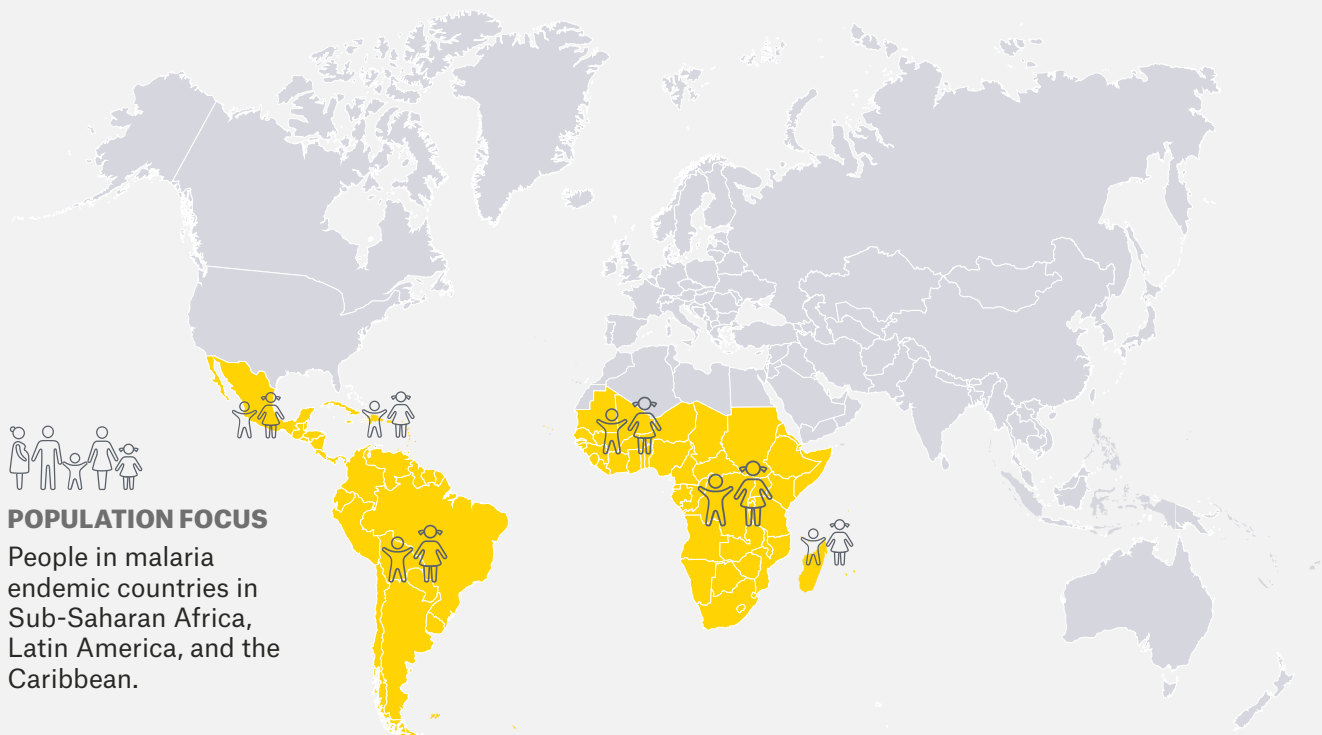 POPULATION FOCUS
People in malaria
endemic countries in
Sub-Saharan Africa,
Latin America, and the
Caribbean.